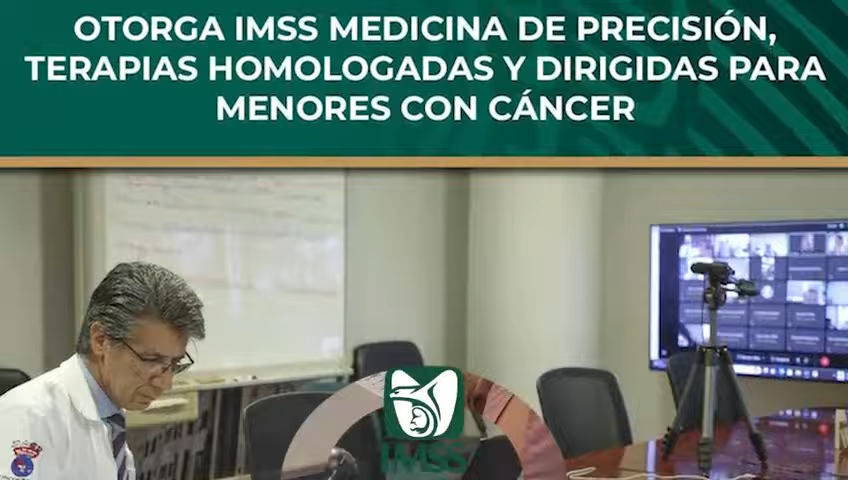 OTORGA IMSS MEDICINA DE PRECISIÓN,
TERAPIAS HOMOLOGADAS Y DIRIGIDAS PARA
MENORES CON CÁNCER
IMSS